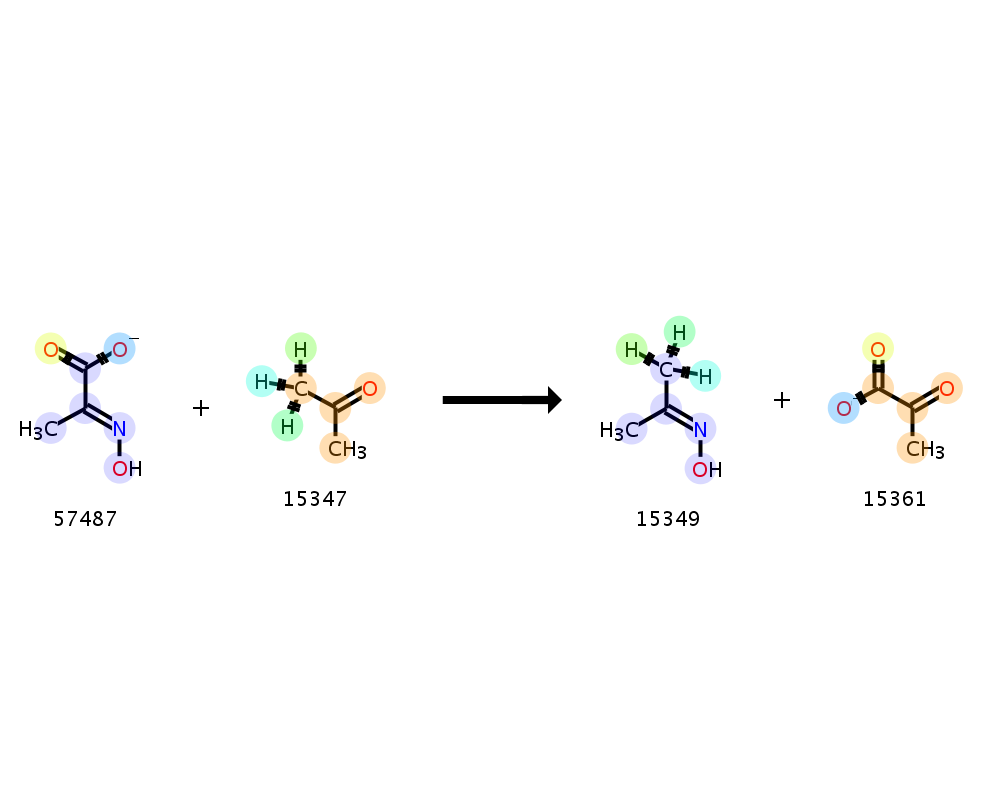 O O⁻
H₃C N
OH
57487
+
H
H C O
H
CH₃
15347
H
H C H
H₃C N
OH
15349
+
O
O⁻ O
CH₃
15361